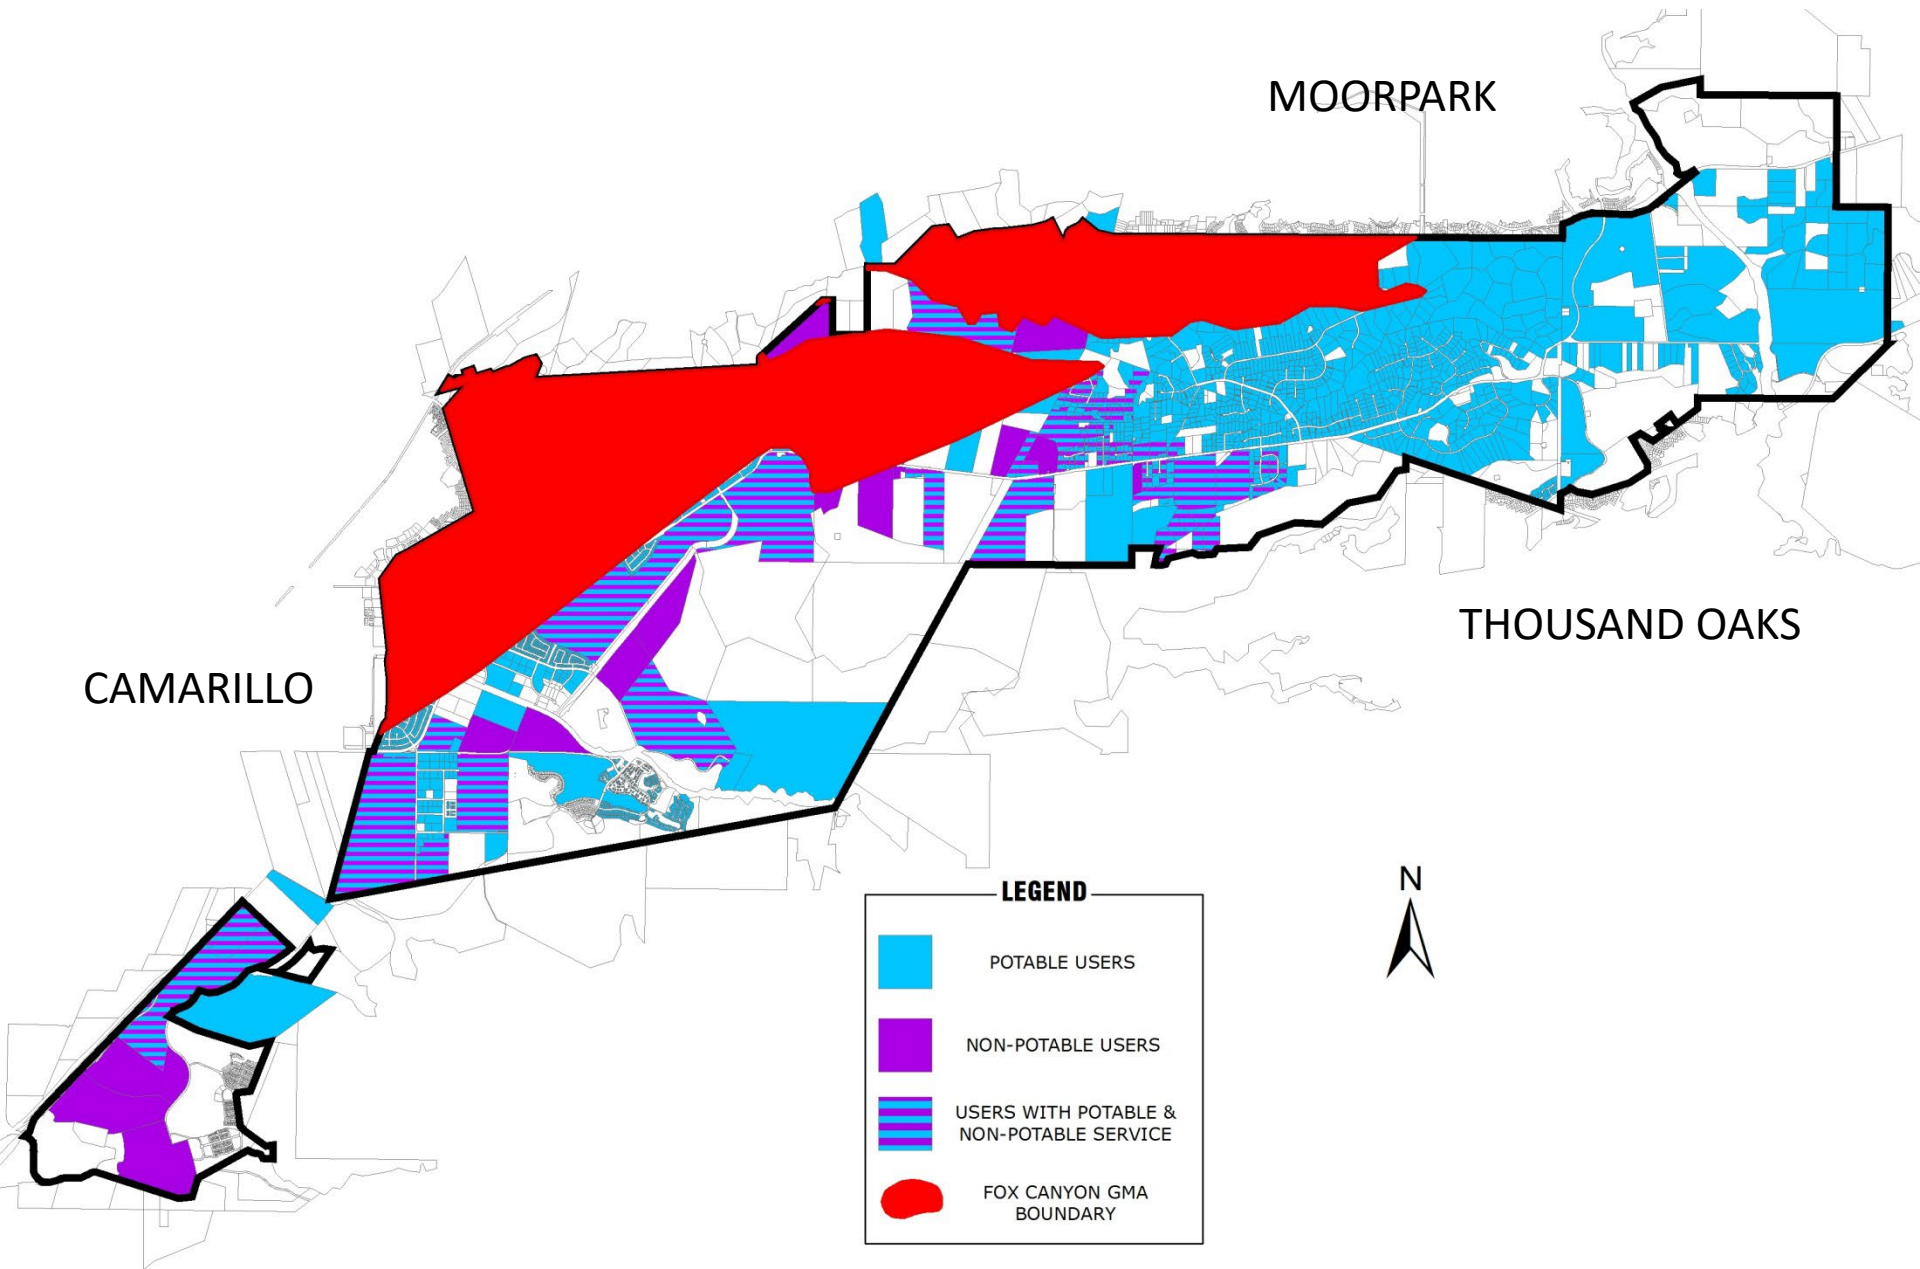 MOORPARK
THOUSAND OAKS
CAMARILLO
N
LEGEND
POTABLE USERS
NON-POTABLE USERS
USERS WITH POTABLE &
NON-POTABLE SERVICE
FOX CANYON GMA
BOUNDARY